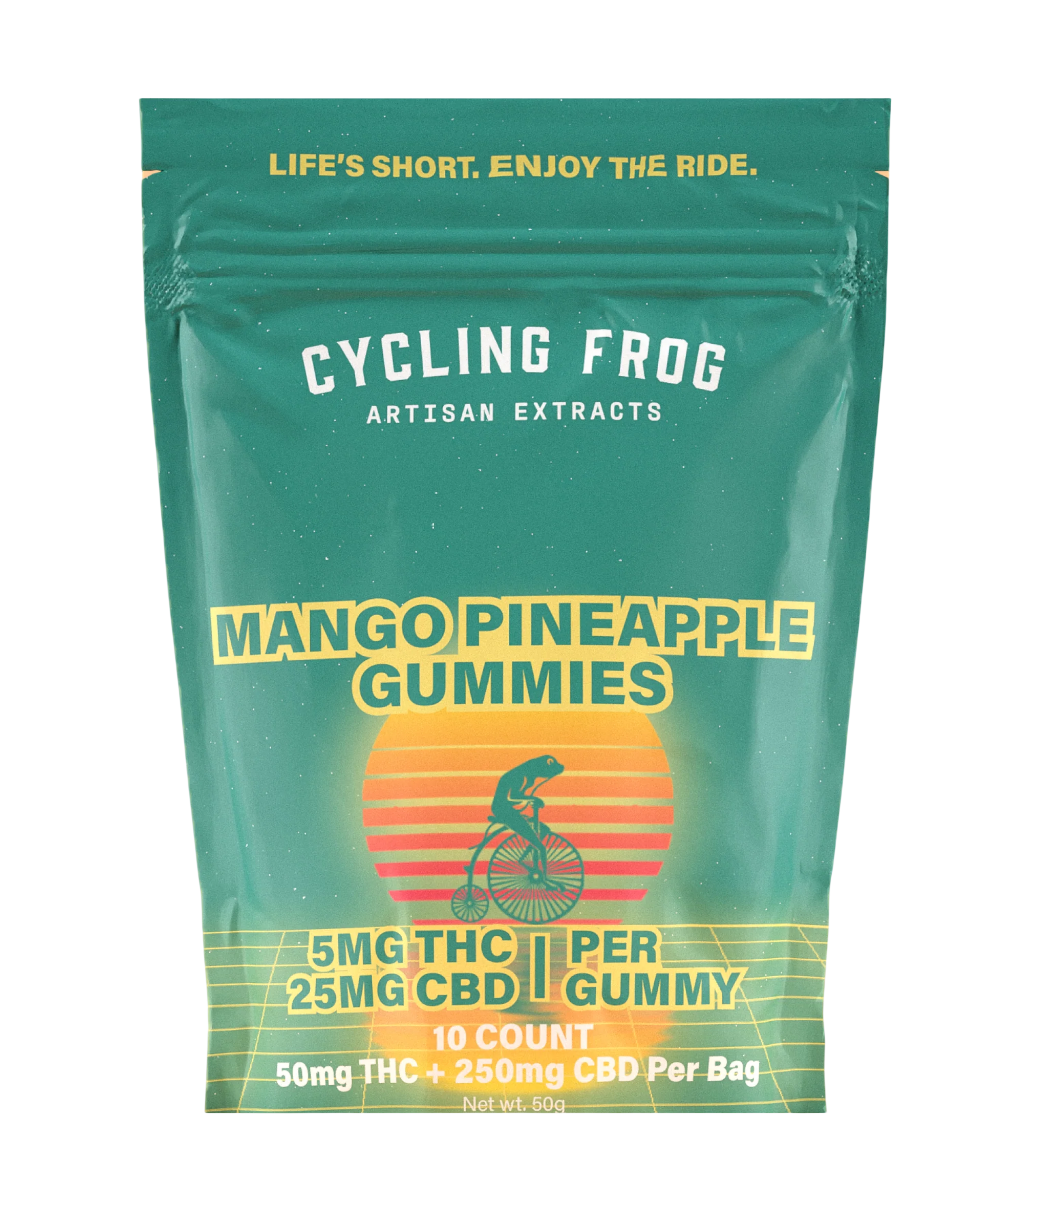 LIFE'S SHORT. ENJOY THE RIDE.
CYCLING FROG
ARTISAN EXTRACTS
MANGO PINEAPPLE
GUMMIES
5MG THC | PER
25MG CBD GUMMY
10 COUNT
50mg THC + 250mg CBD Per Bag
Net wt. 50g